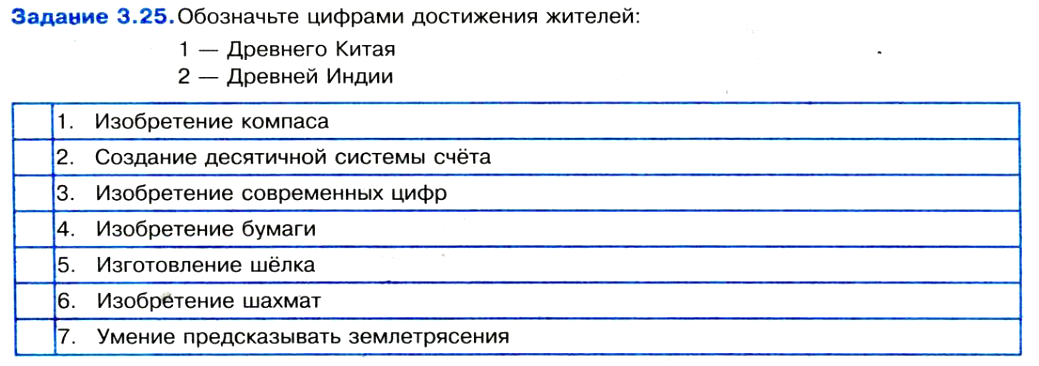 Задание 3.25. Обозначьте цифрами достижения жителей:
1 — Древнего Китая
2 — Древней Индии
1. Изобретение компаса
2. Создание десятичной системы счёта
3. Изобретение современных цифр
4. Изобретение бумаги
5. Изготовление шёлка
6. Изобретение шахмат
7. Умение предсказывать землетрясения